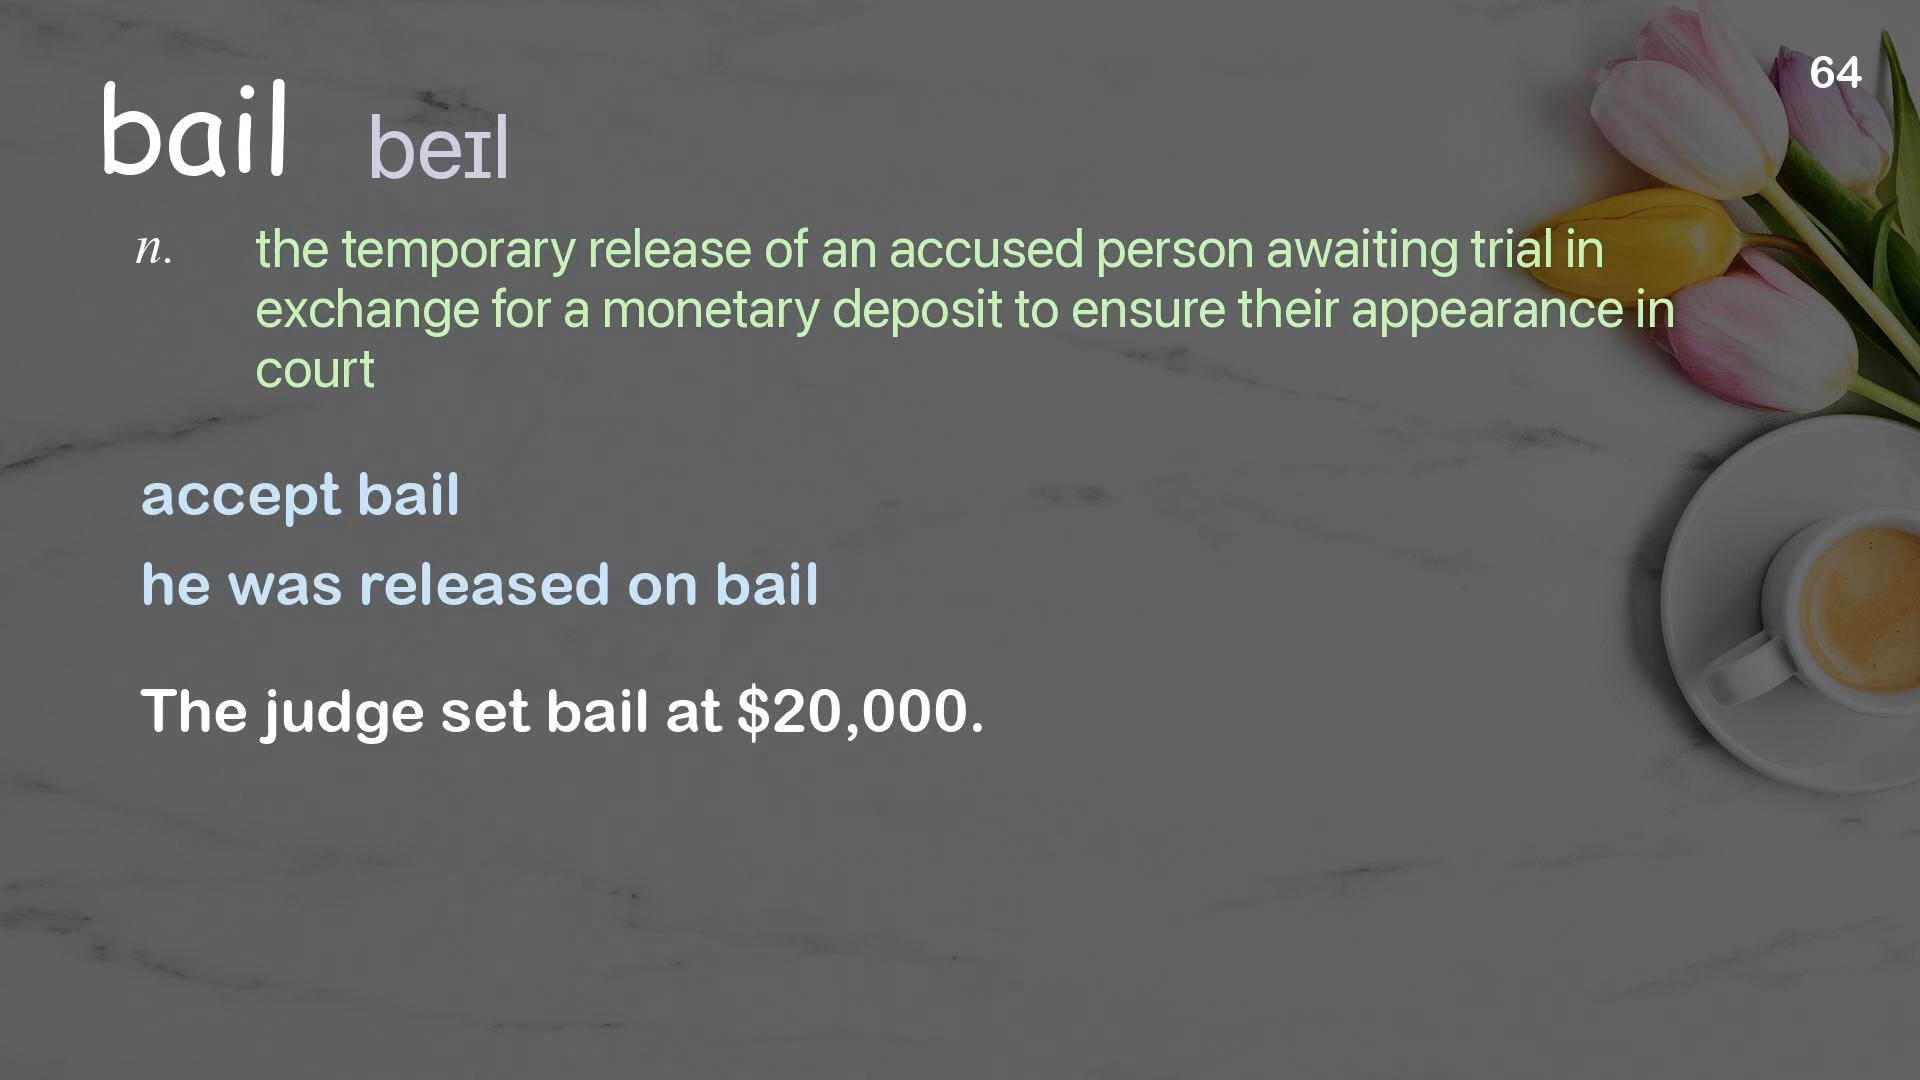 64
bail beɪl
n. the temporary release of an accused person awaiting trial in
exchange for a monetary deposit to ensure their appearance in
court
accept bail
he was released on bail
The judge set bail at $20,000.